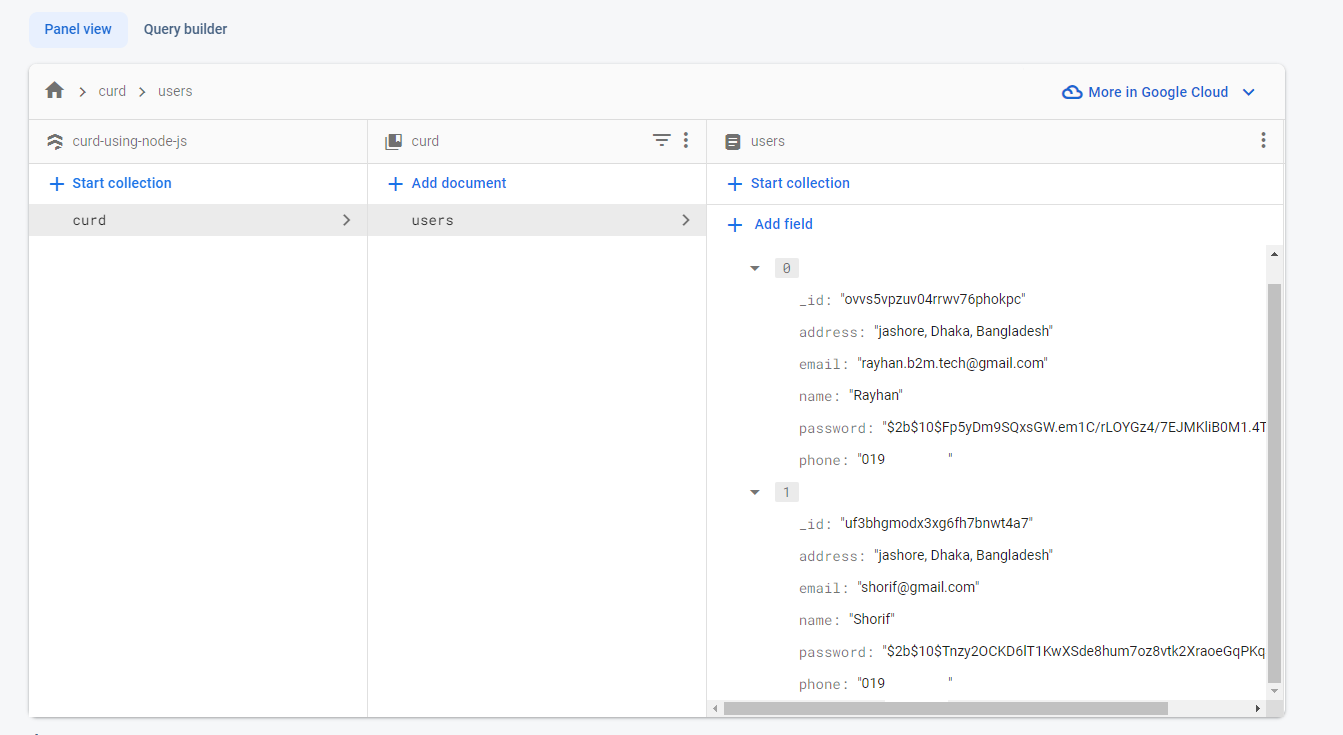 Panel view Query builder
curd users More in Google Cloud
curd-using-node-js curd users
Start collection Add document Start collection
curd users
Add field
0
_id: "ovvs5vpzuv04rrwv76phokpc"
address: "jashore, Dhaka, Bangladesh"
email: "rayhan.b2m.tech@gmail.com"
name: "Rayhan"
password: "$2b$10$Fp5yDm9SQxsGW.em1C/rLOYGz4/7EJMKliB0M1.4T
phone: "019 "
1
_id: "uf3bhgmodx3xg6fh7bnwt4a7"
address: "jashore, Dhaka, Bangladesh"
email: "shorif@gmail.com"
name: "Shorif"
password: "$2b$10$Tnzy2OCKD6lT1KwXSde8hum7oz8vtk2XraoeGqPKq
phone: "019 "